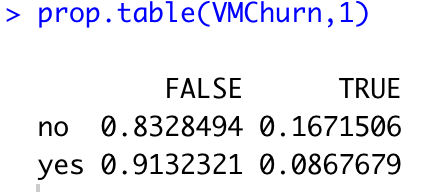 > prop.table(VMChurn,1)
FALSE TRUE
no 0.8328494 0.1671506
yes 0.9132321 0.0867679